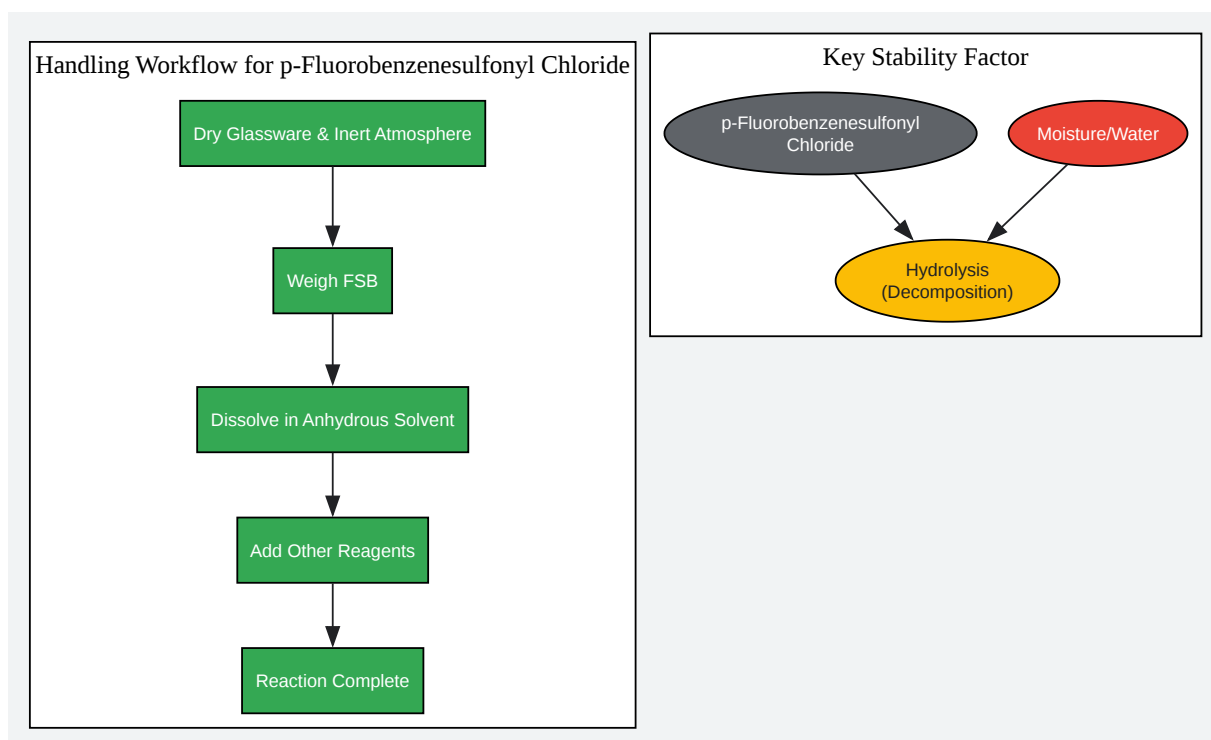 Handling Workflow for p-Fluorobenzenesulfonyl Chloride
Dry Glassware & Inert Atmosphere
Weigh FSB
Dissolve in Anhydrous Solvent
Add Other Reagents
Reaction Complete
Key Stability Factor
p-Fluorobenzenesulfonyl
Chloride
Moisture/Water
Hydrolysis
(Decomposition)